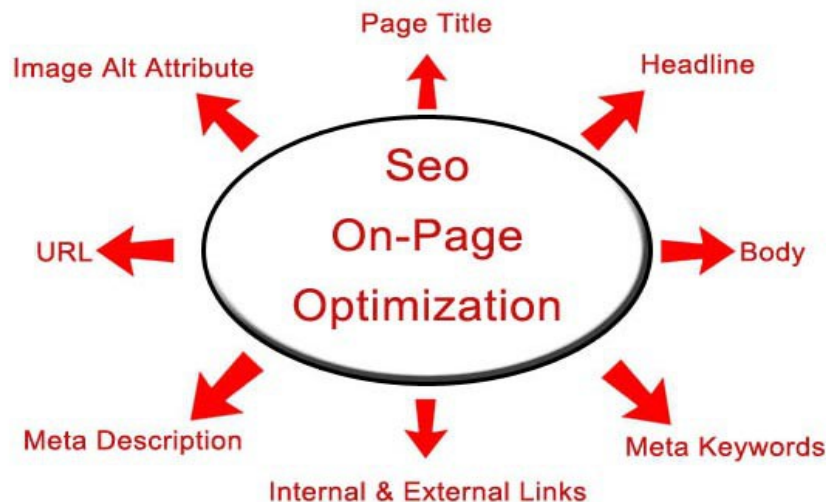 Page Title
Image Alt Attribute
Headline
Seo
On-Page
Optimization
URL
Body
Meta Description
Meta Keywords
Internal & External Links